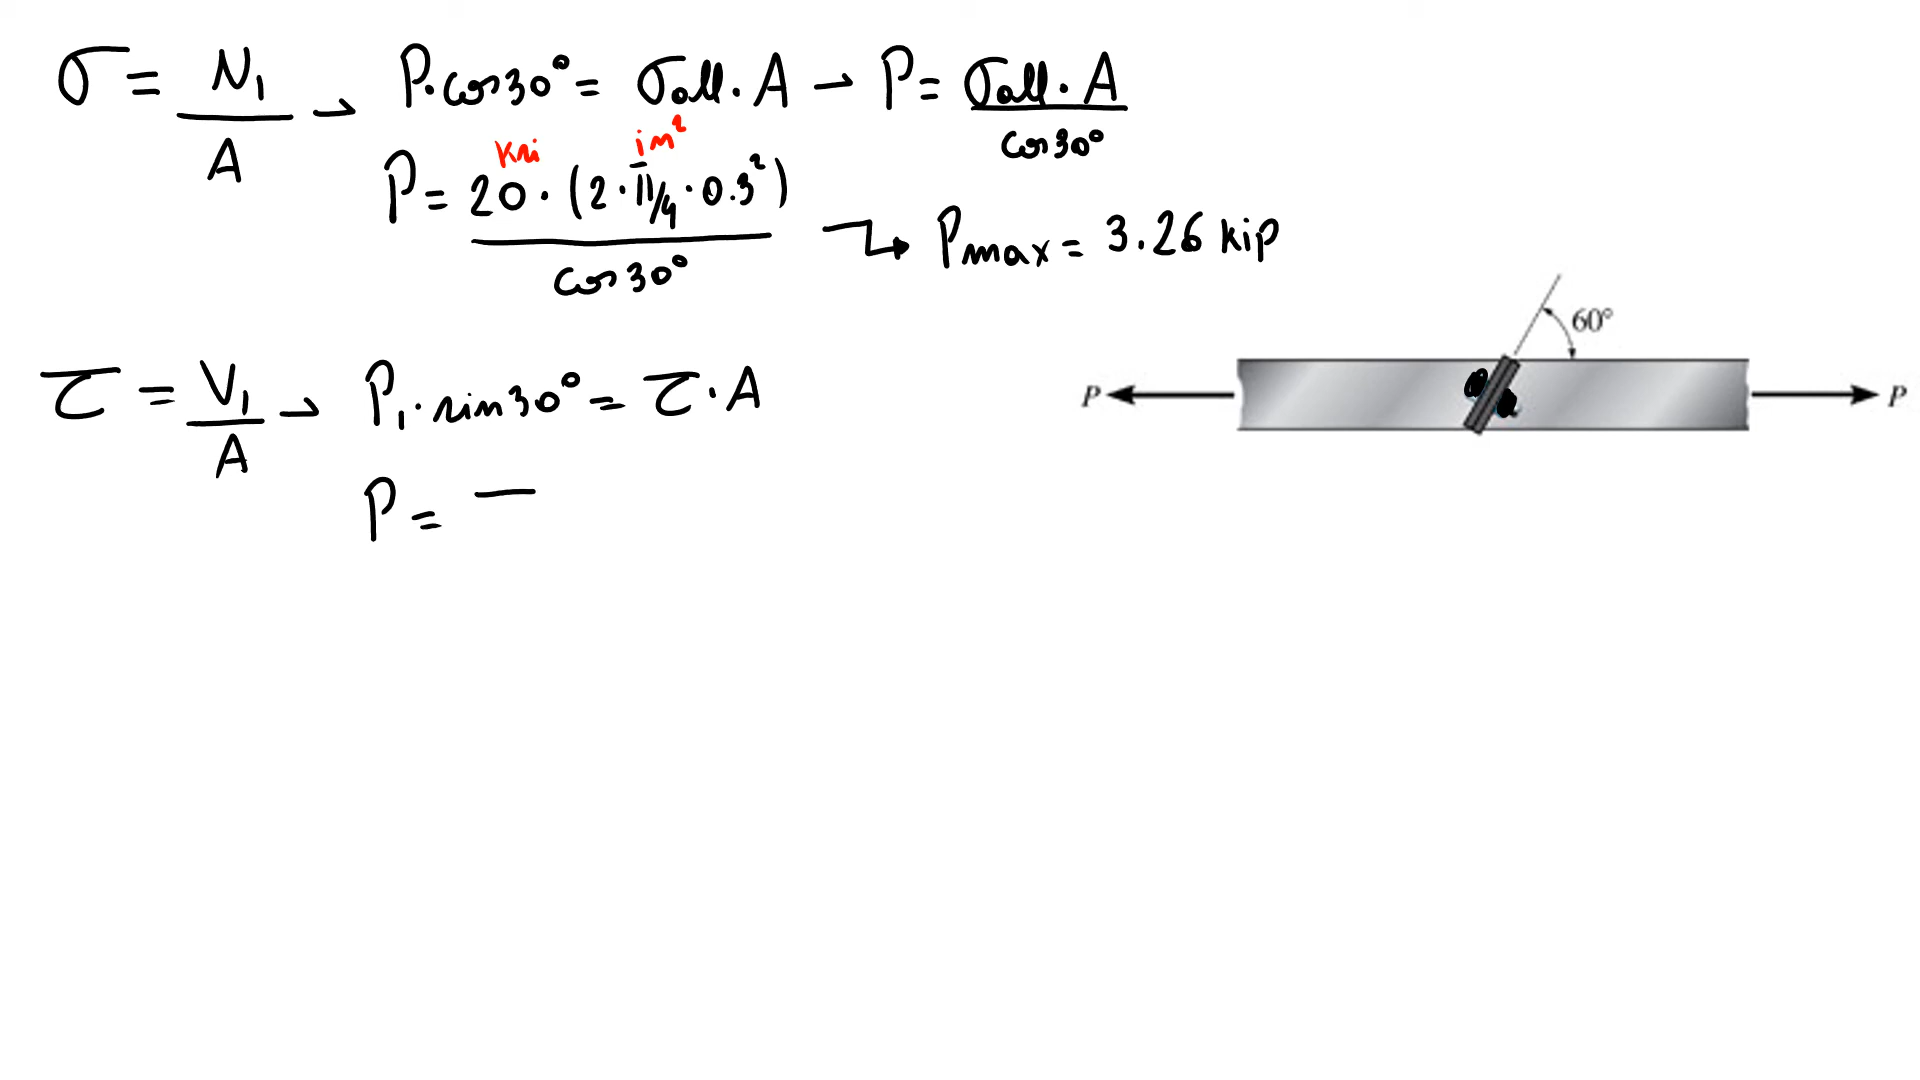 σ = N₁/A → P·cos30° = σall·A → P = σall·A/cos30°
ksi in²
P = 20·(2·π/4·0.3²)/cos30° ↳ Pmax = 3.26 kip
60°
τ = V₁/A → P₁·sin30° = τ·A
P P
P = —